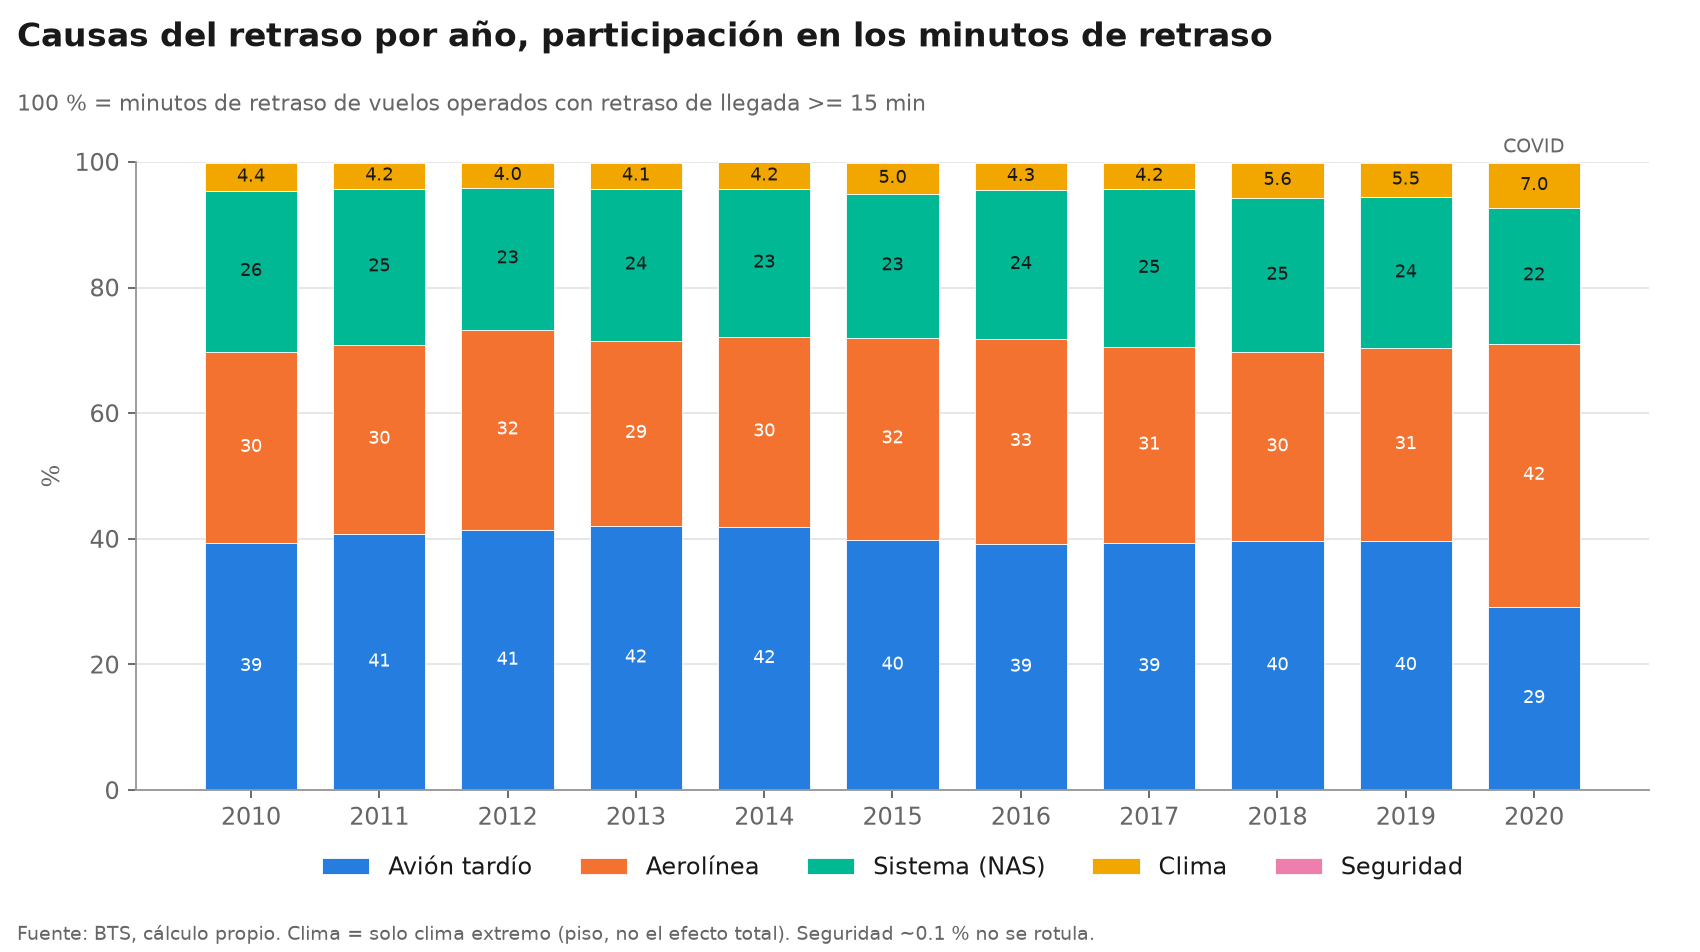 Causas del retraso por año, participación en los minutos de retraso
100 % = minutos de retraso de vuelos operados con retraso de llegada >= 15 min
COVID
100
4.4 4.2 4.0 4.1 4.2 5.0 4.3 4.2 5.6 5.5 7.0
26 25 23 24 23 23 24 25 25 24 22
80
60
30 30 32 29 30 32 33 31 30 31 42
%
40
20
39 41 41 42 42 40 39 39 40 40 29
0
2010 2011 2012 2013 2014 2015 2016 2017 2018 2019 2020
Avión tardío Aerolínea Sistema (NAS) Clima Seguridad
Fuente: BTS, cálculo propio. Clima = solo clima extremo (piso, no el efecto total). Seguridad ~0.1 % no se rotula.